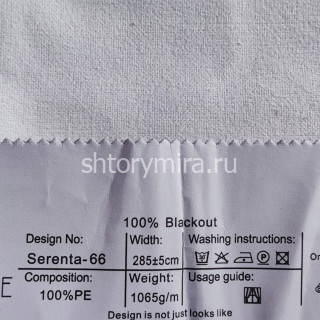 shtorymira.ru
100% Blackout
Design No: Width: Washing instructions:
Serenta-66 285±5cm
Composition: Weight: Usage guide:
100%PE 1065g/m
Design is not just looks like